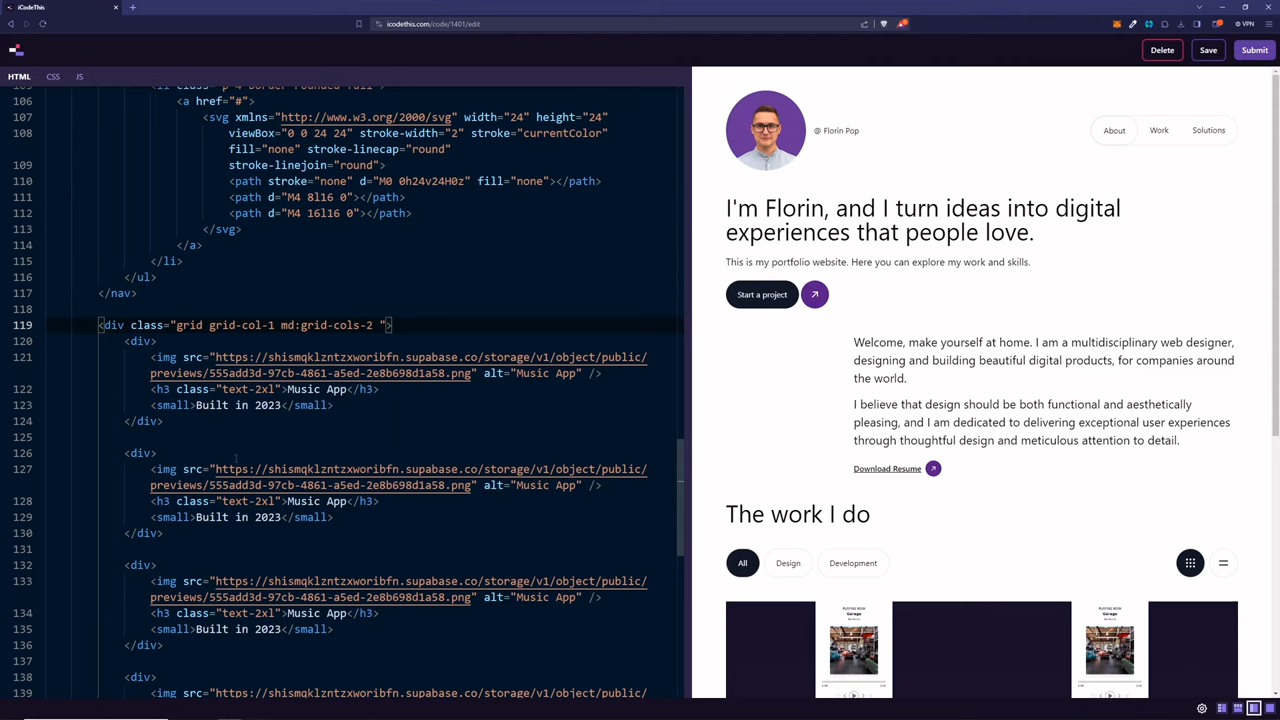 iCodeThis
icodethis.com/code/1401/edit
VPN
Delete
Save
Submit
HTML
CSS
JS
106 <a href="#">
107 <svg xmlns="http://www.w3.org/2000/svg" width="24" height="24"
108 viewBox="0 0 24 24" stroke-width="2" stroke="currentColor"
fill="none" stroke-linecap="round"
109 stroke-linejoin="round">
110 <path stroke="none" d="M0 0h24v24H0z" fill="none"></path>
111 <path d="M4 8l16 0"></path>
112 <path d="M4 16l16 0"></path>
113 </svg>
114 </a>
115 </li>
116 </ul>
117 </nav>
118
119 <div class="grid grid-col-1 md:grid-cols-2 ">
120 <div>
121 <img src="https://shismqklzntzxworibfn.supabase.co/storage/v1/object/public/
previews/555add3d-97cb-4861-a5ed-2e8b698d1a58.png" alt="Music App" />
122 <h3 class="text-2xl">Music App</h3>
123 <small>Built in 2023</small>
124 </div>
125
126 <div>
127 <img src="https://shismqklzntzxworibfn.supabase.co/storage/v1/object/public/
previews/555add3d-97cb-4861-a5ed-2e8b698d1a58.png" alt="Music App" />
128 <h3 class="text-2xl">Music App</h3>
129 <small>Built in 2023</small>
130 </div>
131
132 <div>
133 <img src="https://shismqklzntzxworibfn.supabase.co/storage/v1/object/public/
previews/555add3d-97cb-4861-a5ed-2e8b698d1a58.png" alt="Music App" />
134 <h3 class="text-2xl">Music App</h3>
135 <small>Built in 2023</small>
136 </div>
137
138 <div>
139 <img src="https://shismqklzntzxworibfn.supabase.co/storage/v1/object/public/
@ Florin Pop
About
Work
Solutions
I'm Florin, and I turn ideas into digital
experiences that people love.
This is my portfolio website. Here you can explore my work and skills.
Start a project
Welcome, make yourself at home. I am a multidisciplinary web designer,
designing and building beautiful digital products, for companies around
the world.
I believe that design should be both functional and aesthetically
pleasing, and I am dedicated to delivering exceptional user experiences
through thoughtful design and meticulous attention to detail.
Download Resume
The work I do
All
Design
Development
PLAYING NOW
Garage
PLAYING NOW
Garage